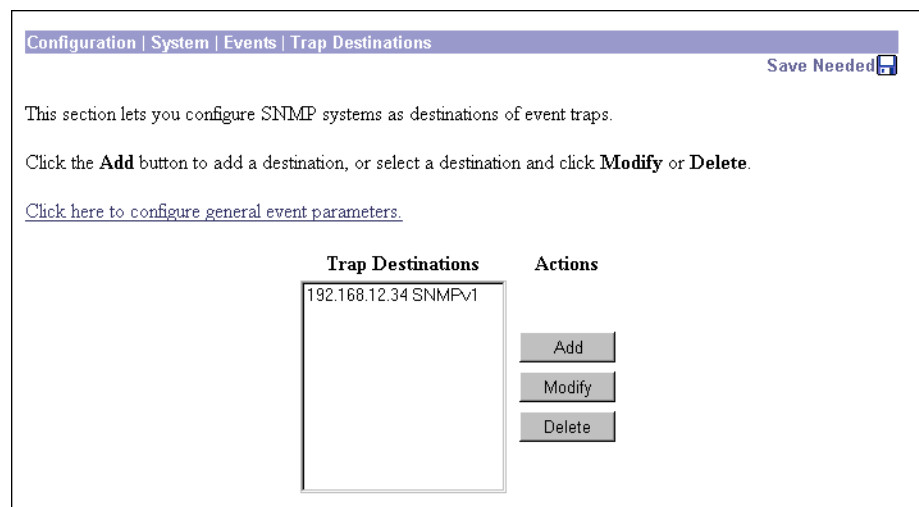 Configuration | System | Events | Trap Destinations
Save Needed
This section lets you configure SNMP systems as destinations of event traps.
Click the Add button to add a destination, or select a destination and click Modify or Delete.
Click here to configure general event parameters.
Trap Destinations Actions
192.168.12.34 SNMPv1
Add
Modify
Delete